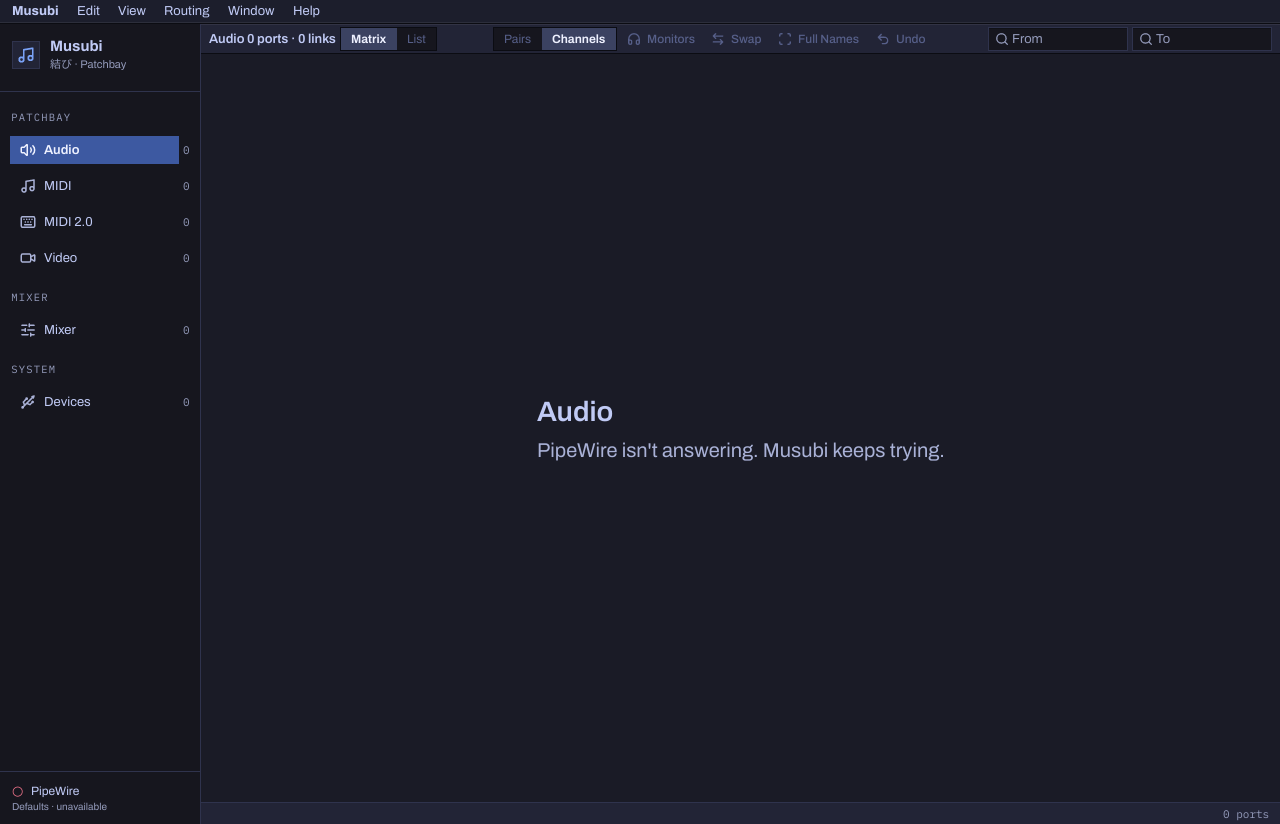 Musubi Edit View Routing Window Help
Musubi
結び · Patchbay
Audio 0 ports · 0 links Matrix List Pairs Channels Monitors Swap Full Names Undo From To
PATCHBAY
Audio 0
MIDI 0
MIDI 2.0 0
Video 0
MIXER
Mixer 0
SYSTEM
Devices 0
Audio
PipeWire isn't answering. Musubi keeps trying.
PipeWire
Defaults · unavailable
0 ports